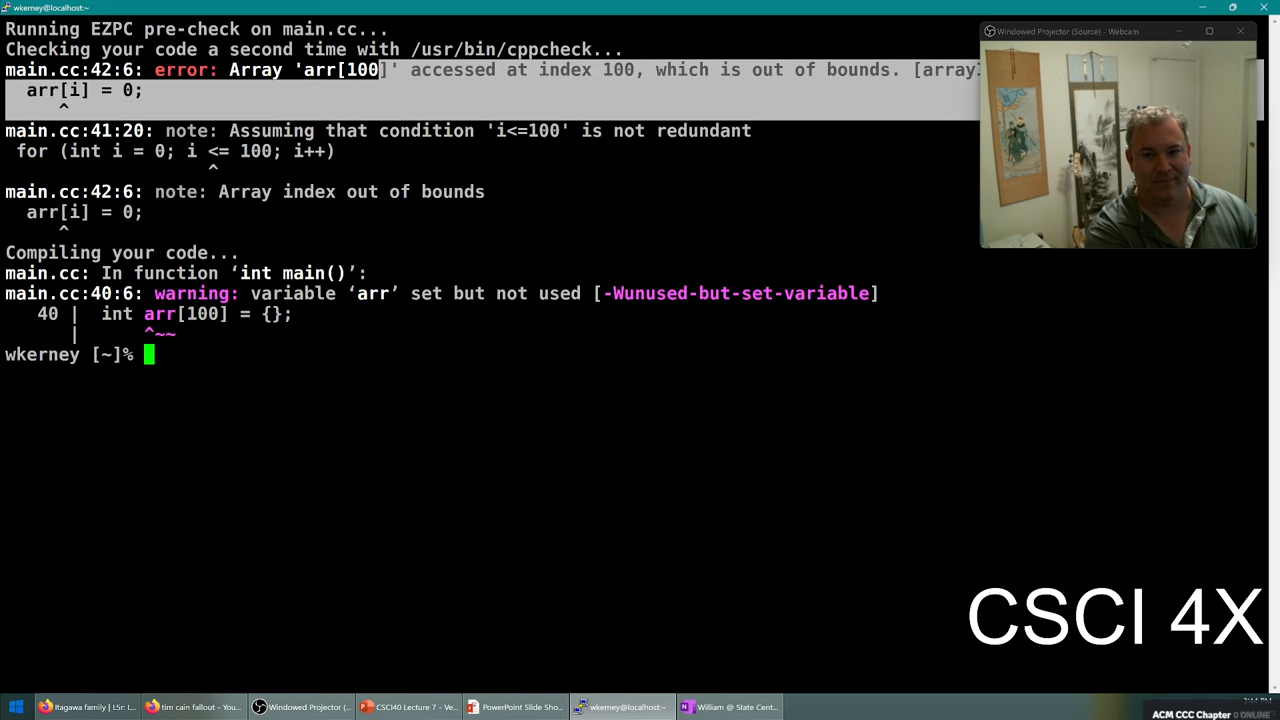 wkerney@localhost:~
Running EZPC pre-check on main.cc...
Checking your code a second time with /usr/bin/cppcheck...
main.cc:42:6: error: Array 'arr[100]' accessed at index 100, which is out of bounds. [array
  arr[i] = 0;
     ^
main.cc:41:20: note: Assuming that condition 'i<=100' is not redundant
 for (int i = 0; i <= 100; i++)
                   ^
main.cc:42:6: note: Array index out of bounds
  arr[i] = 0;
     ^
Compiling your code...
main.cc: In function ‘int main()’:
main.cc:40:6: warning: variable ‘arr’ set but not used [-Wunused-but-set-variable]
   40 |  int arr[100] = {};
      |      ^~~
wkerney [~]%
Windowed Projector (Source) - Webcam
CSCI 4X
Itagawa family | L5r: L...
tim cain fallout - You...
Windowed Projector (...
CSCI40 Lecture 7 - Ve...
PowerPoint Slide Sho...
wkerney@localhost:~
William @ State Cent...
ACM CCC Chapter 0 ONLINE